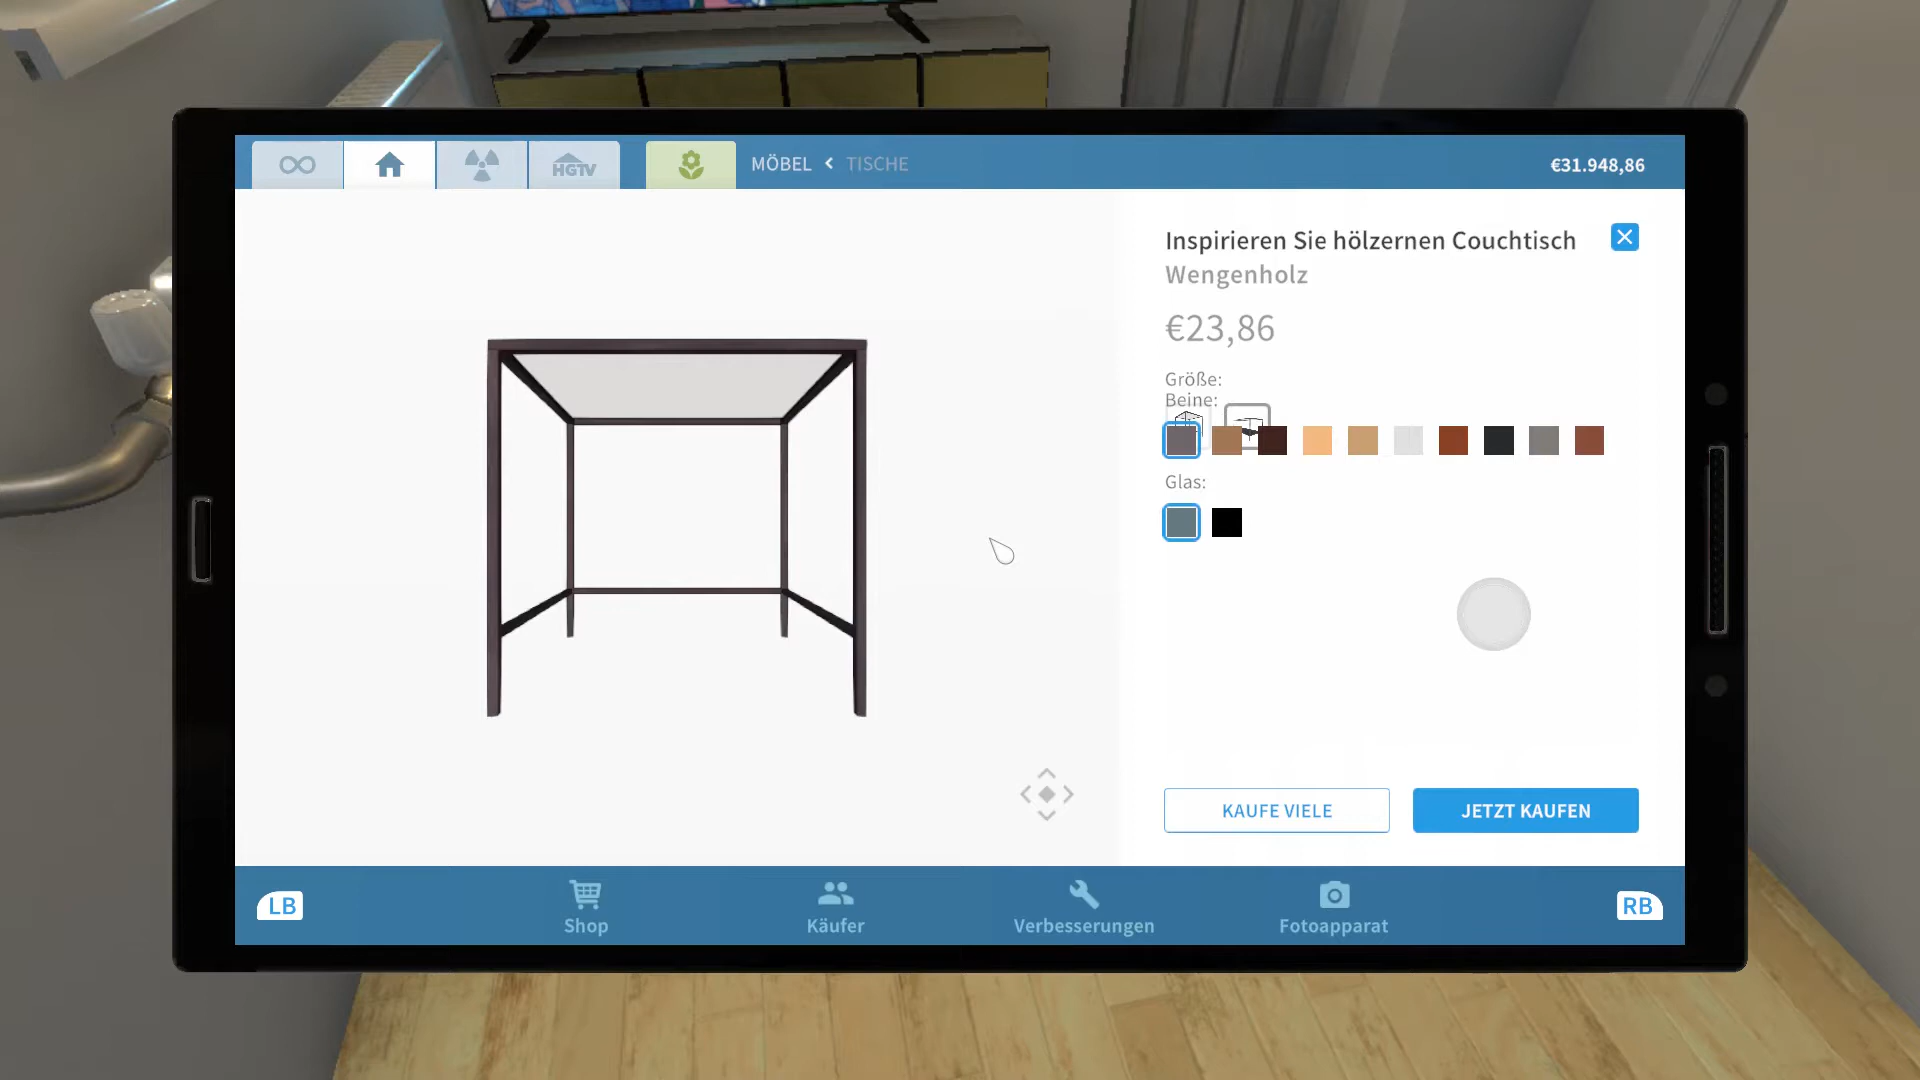 HGTV
MÖBEL < TISCHE
€31.948,86
Inspirieren Sie hölzernen Couchtisch
Wengenholz
€23,86
Größe:
Beine:
Glas:
KAUFE VIELE
JETZT KAUFEN
LB
Shop
Käufer
Verbesserungen
Fotoapparat
RB